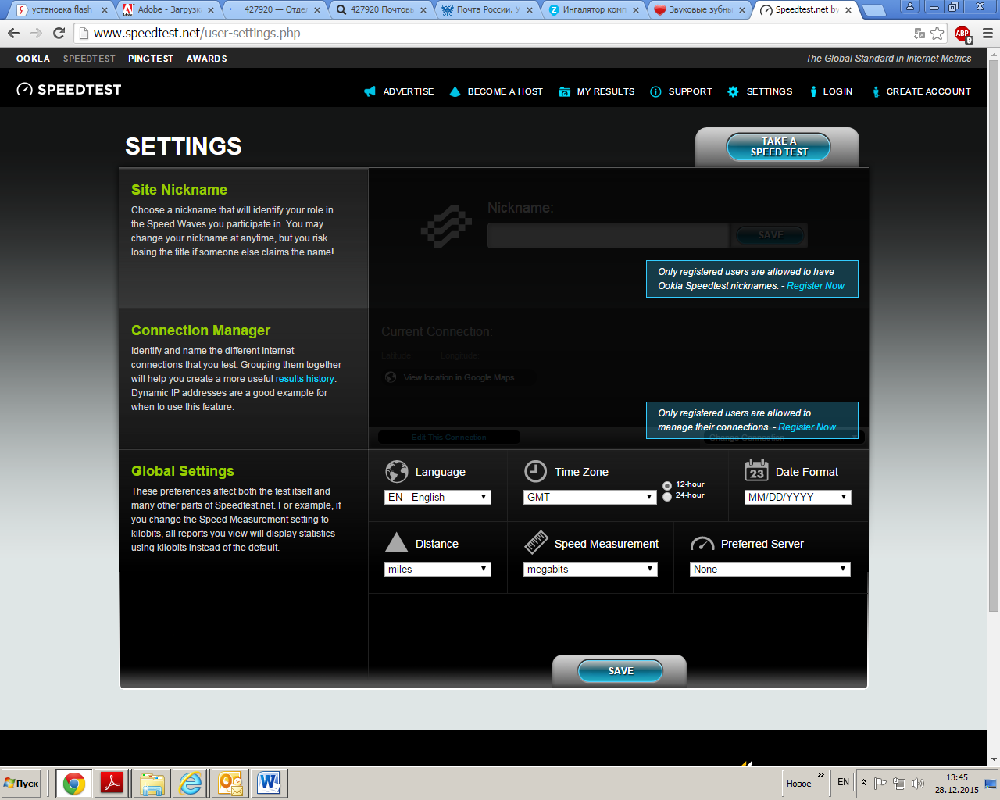 установка flash
Adobe - Загрузк
427920 — Отдел
427920 Почтовы
Почта России. У
Ингалятор комп
Звуковые зубны
Speedtest.net by
www.speedtest.net/user-settings.php
ABP
9
OOKLA SPEEDTEST PINGTEST AWARDS
The Global Standard in Internet Metrics
SPEEDTEST
ADVERTISE BECOME A HOST MY RESULTS SUPPORT SETTINGS LOGIN CREATE ACCOUNT
SETTINGS
TAKE A
SPEED TEST
Site Nickname
Choose a nickname that will identify your role in
the Speed Waves you participate in. You may
change your nickname at anytime, but you risk
losing the title if someone else claims the name!
Nickname:
SAVE
Only registered users are allowed to have
Ookla Speedtest nicknames. - Register Now
Connection Manager
Identify and name the different Internet
connections that you test. Grouping them together
will help you create a more useful results history.
Dynamic IP addresses are a good example for
when to use this feature.
Current Connection:
Latitude: Longitude:
View location in Google Maps
Only registered users are allowed to
manage their connections. - Register Now
Edit This Connection
Change Connection
Global Settings
These preferences affect both the test itself and
many other parts of Speedtest.net. For example, if
you change the Speed Measurement setting to
kilobits, all reports you view will display statistics
using kilobits instead of the default.
Language
EN - English
Time Zone
GMT
12-hour
24-hour
23
Date Format
MM/DD/YYYY
Distance
miles
Speed Measurement
megabits
Preferred Server
None
SAVE
Пуск
Новое
EN
13:45
28.12.2015